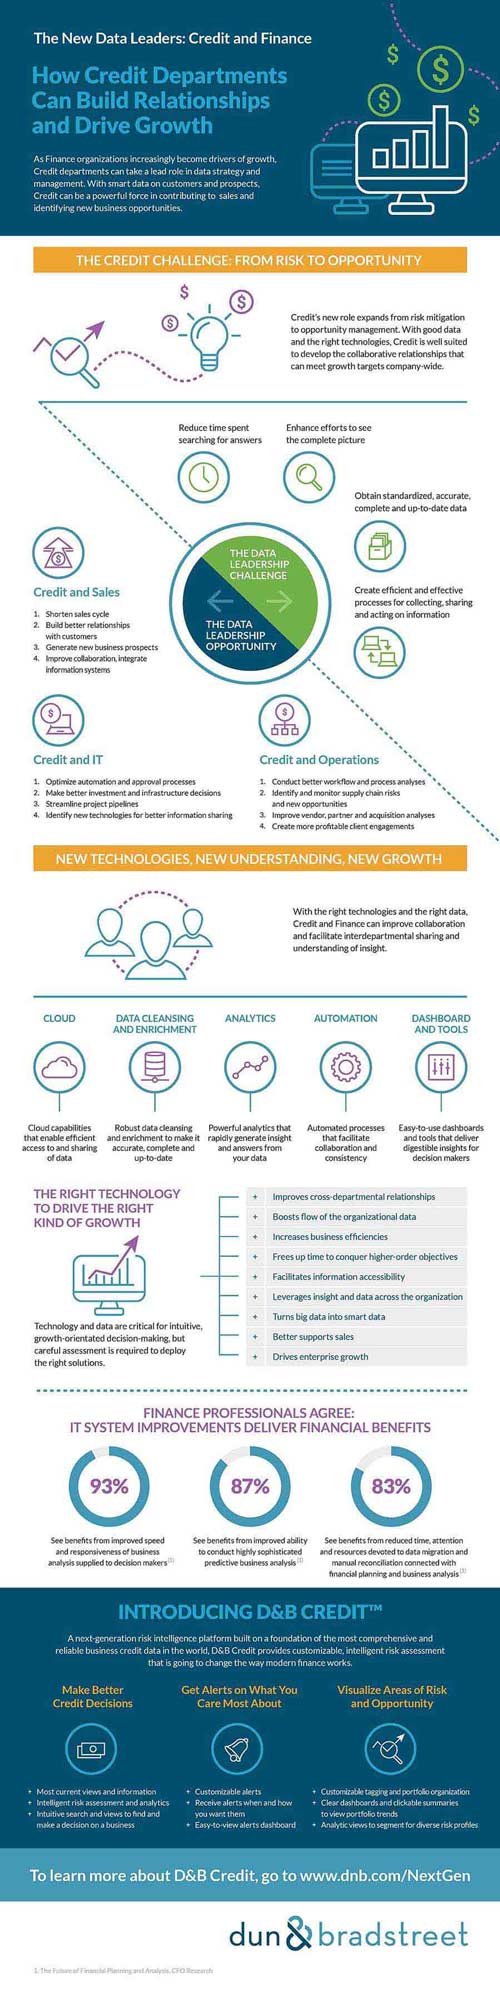 The New Data Leaders: Credit and Finance
How Credit Departments
Can Build Relationships
and Drive Growth
As Finance organizations increasingly become drivers of growth,
Credit departments can take a lead role in data strategy and
management. With smart data on customers and prospects,
Credit can be a powerful force in contributing to sales and
identifying new business opportunities.
THE CREDIT CHALLENGE: FROM RISK TO OPPORTUNITY
Credit's new role expands from risk mitigation
to opportunity management. With good data
and the right technologies, Credit is well suited
to develop the collaborative relationships that
can meet growth targets company-wide.
Reduce time spent
searching for answers
Enhance efforts to see
the complete picture
Obtain standardized, accurate,
complete and up-to-date data
Create efficient and effective
processes for collecting, sharing
and acting on information
THE DATA
LEADERSHIP
CHALLENGE
THE DATA
LEADERSHIP
OPPORTUNITY
Credit and Sales
1. Shorten sales cycle
2. Build better relationships
with customers
3. Generate new business prospects
4. Improve collaboration, integrate
information systems
Credit and IT
1. Optimize automation and approval processes
2. Make better investment and infrastructure decisions
3. Streamline project pipelines
4. Identify new technologies for better information sharing
Credit and Operations
1. Conduct better workflow and process analyses
2. Identify and monitor supply chain risks
and new opportunities
3. Improve vendor, partner and acquisition analyses
4. Create more profitable client engagements
NEW TECHNOLOGIES, NEW UNDERSTANDING, NEW GROWTH
With the right technologies and the right data,
Credit and Finance can improve collaboration
and facilitate interdepartmental sharing and
understanding of insight.
CLOUD
Cloud capabilities
that enable efficient
access to and sharing
of data
DATA CLEANSING
AND ENRICHMENT
Robust data cleansing
and enrichment to make it
accurate, complete and
up-to-date
ANALYTICS
Powerful analytics that
rapidly generate insight
and answers from
your data
AUTOMATION
Automated processes
that facilitate
collaboration and
consistency
DASHBOARD
AND TOOLS
Easy-to-use dashboards
and tools that deliver
digestible insights for
decision makers
THE RIGHT TECHNOLOGY
TO DRIVE THE RIGHT
KIND OF GROWTH
Technology and data are critical for intuitive,
growth-orientated decision-making, but
careful assessment is required to deploy
the right solutions.
+ Improves cross-departmental relationships
+ Boosts flow of the organizational data
+ Increases business efficiencies
+ Frees up time to conquer higher-order objectives
+ Facilitates information accessibility
+ Leverages insight and data across the organization
+ Turns big data into smart data
+ Better supports sales
+ Drives enterprise growth
FINANCE PROFESSIONALS AGREE:
IT SYSTEM IMPROVEMENTS DELIVER FINANCIAL BENEFITS
93%
See benefits from improved speed
and responsiveness of business
analysis supplied to decision makers [1]
87%
See benefits from improved ability
to conduct highly sophisticated
predictive business analysis [1]
83%
See benefits from reduced time, attention
and resources devoted to data migration and
manual reconciliation connected with
financial planning and business analysis [1]
INTRODUCING D&B CREDIT™
A next-generation risk intelligence platform built on a foundation of the most comprehensive and
reliable business credit data in the world, D&B Credit provides customizable, intelligent risk assessment
that is going to change the way modern finance works.
Make Better
Credit Decisions
+ Most current views and information
+ Intelligent risk assessment and analytics
+ Intuitive search and views to find and
make a decision on a business
Get Alerts on What You
Care Most About
+ Customizable alerts
+ Receive alerts when and how
you want them
+ Easy-to-view alerts dashboard
Visualize Areas of Risk
and Opportunity
+ Customizable tagging and portfolio organization
+ Clear dashboards and clickable summaries
to view portfolio trends
+ Analytic views to segment for diverse risk profiles
To learn more about D&B Credit, go to www.dnb.com/NextGen
dun & bradstreet
1. The Future of Financial Planning and Analysis, CFO Research